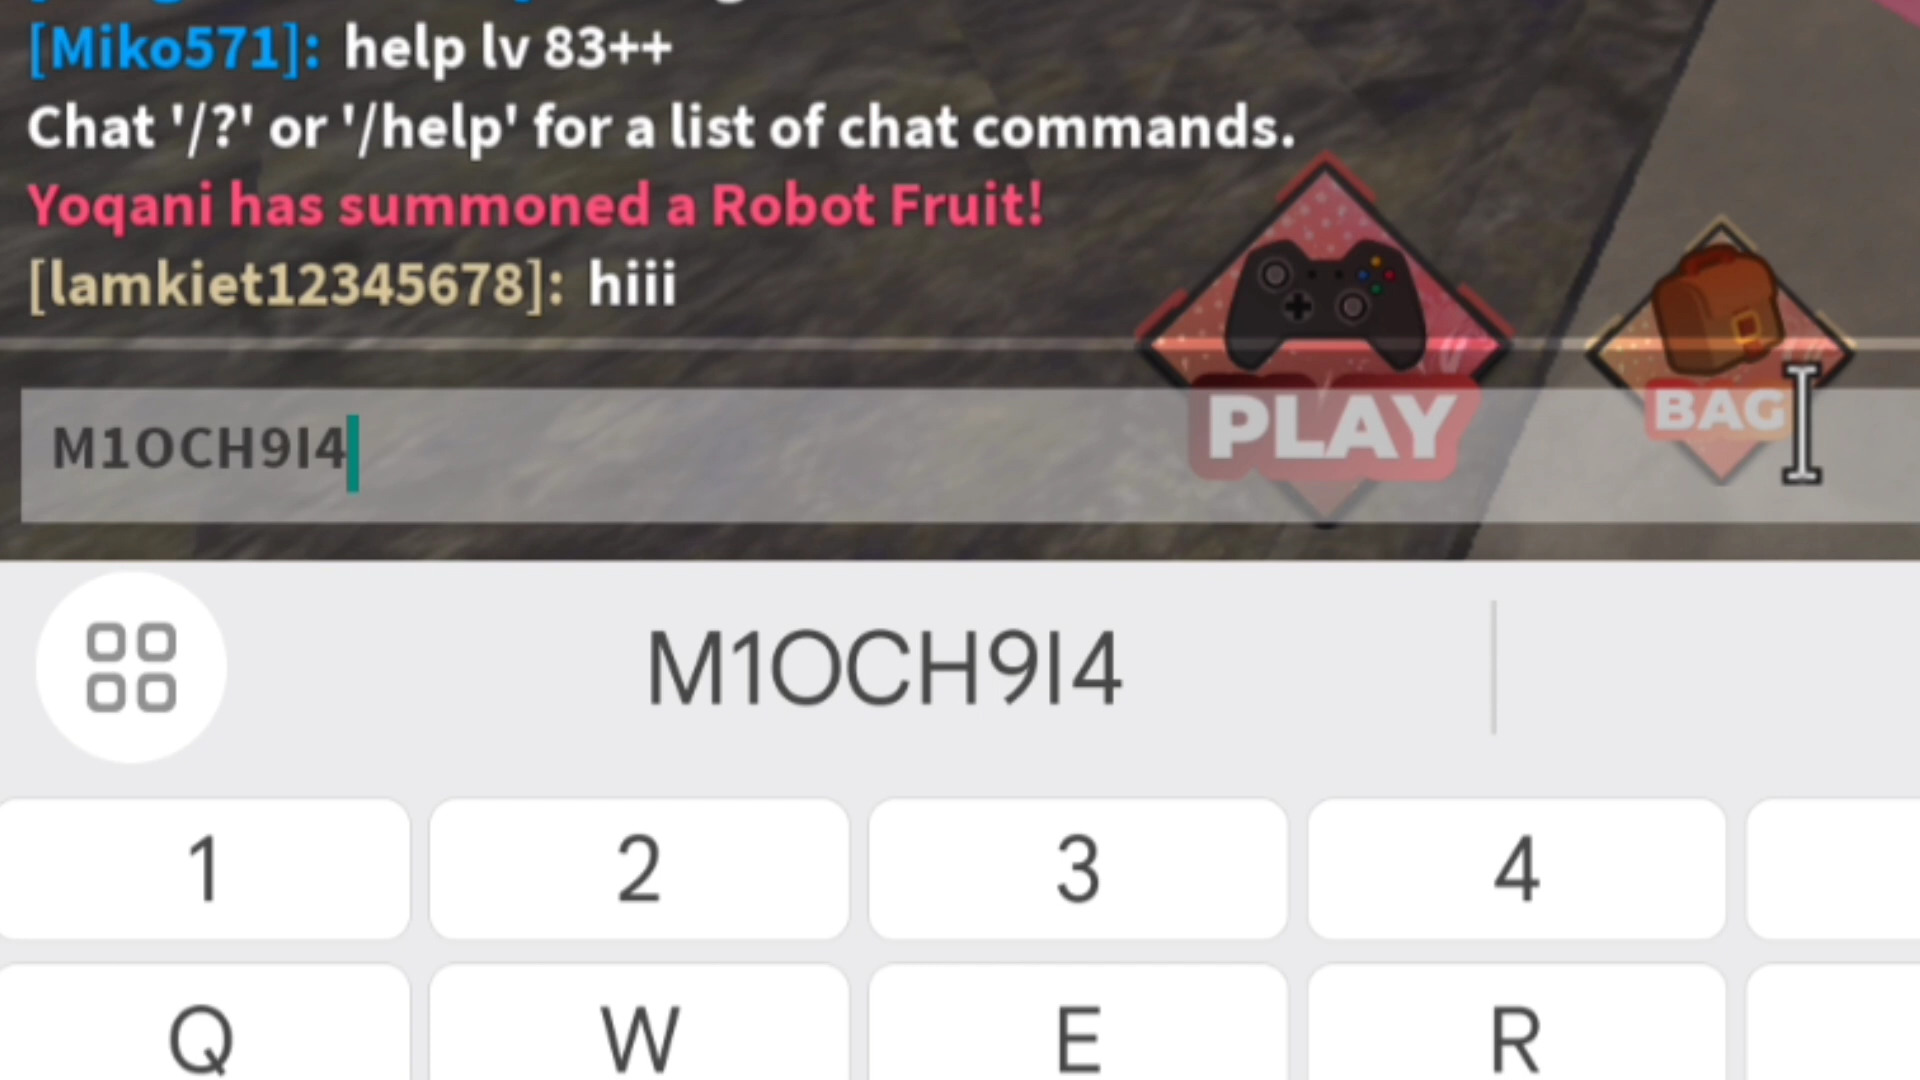 [Miko571]: help lv 83++
Chat '/?' or '/help' for a list of chat commands.
Yoqani has summoned a Robot Fruit!
[lamkiet12345678]: hiii
PLAY
BAG
M1OCH9I4
M1OCH9I4
1 2 3 4
Q W E R